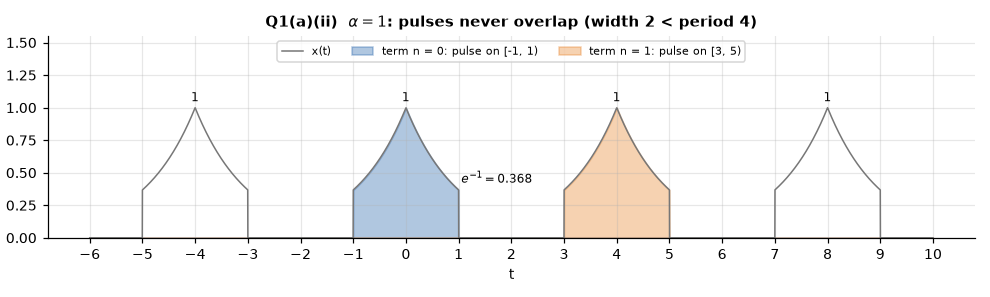 Q1(a)(ii) α = 1: pulses never overlap (width 2 < period 4)
x(t) term n = 0: pulse on [-1, 1) term n = 1: pulse on [3, 5)
1.50
1.25
1.00
0.75
0.50
0.25
0.00
1 1 1 1
e⁻¹ = 0.368
−6 −5 −4 −3 −2 −1 0 1 2 3 4 5 6 7 8 9 10
t